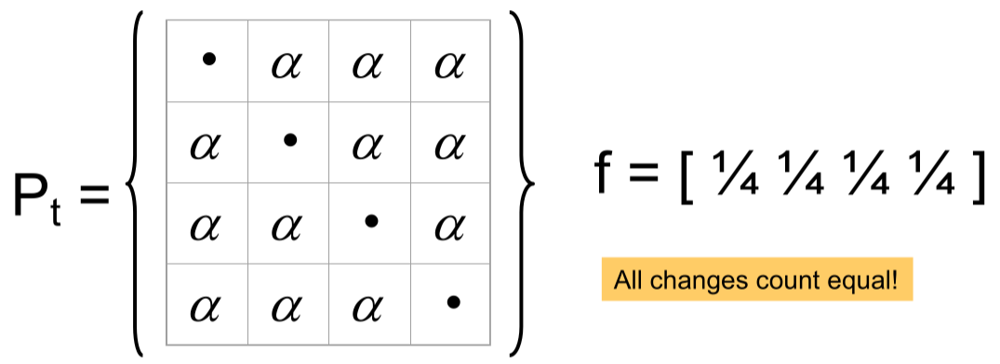 • α α α
α • α α
Pₜ = { α α • α } f = [ ¼ ¼ ¼ ¼ ]
α α α •
All changes count equal!